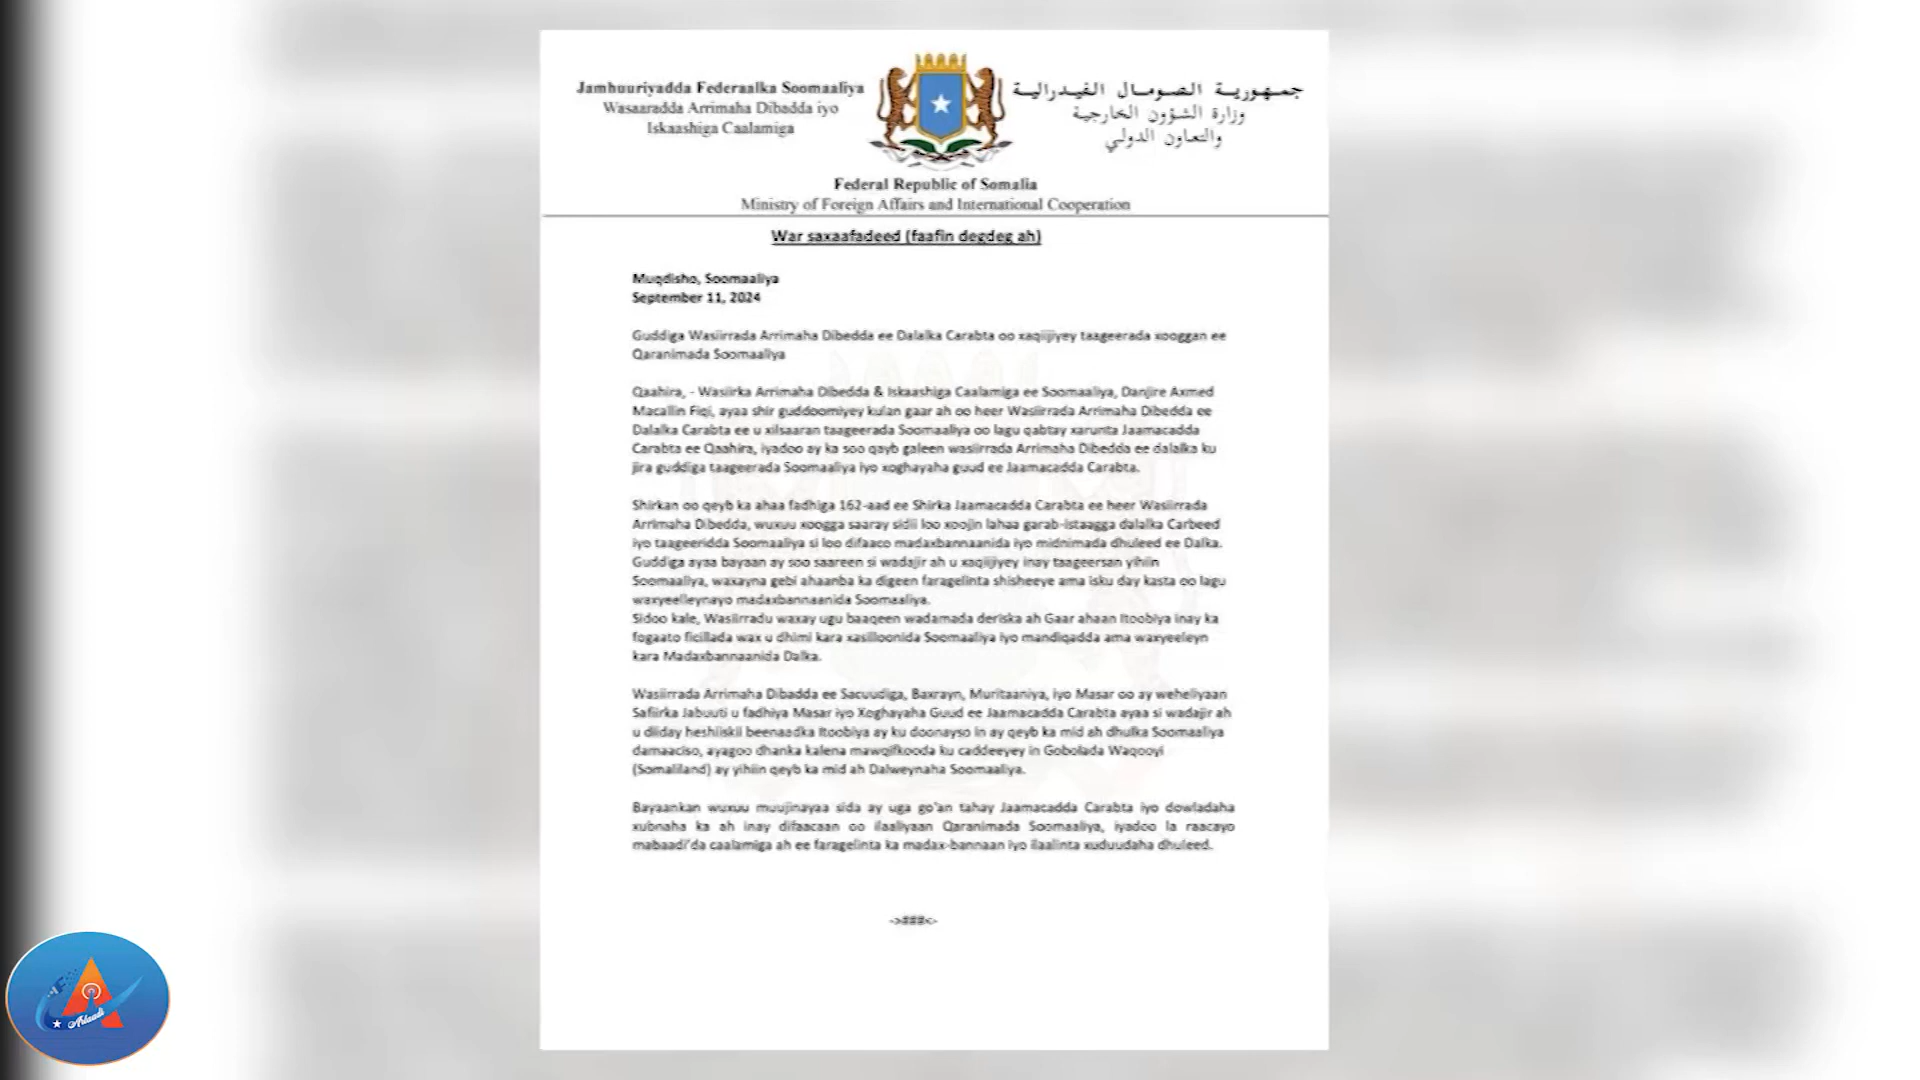 Jamhuuriyadda Federaalka Soomaaliya
Wasaaradda Arrimaha Dibadda iyo
Iskaashiga Caalamiga
جمهورية الصومال الفيدرالية
وزارة الشؤون الخارجية
والتعاون الدولي
Federal Republic of Somalia
Ministry of Foreign Affairs and International Cooperation
War saxaafadeed (faafin degdeg ah)
Muqdisho, Soomaaliya
September 11, 2024
Guddiga Wasiirrada Arrimaha Dibedda ee Dalalka Carabta oo xaqiijiyey taageerada xooggan ee
Qaranimada Soomaaliya
Qaahira, - Wasiirka Arrimaha Dibedda & Iskaashiga Caalamiga ee Soomaaliya, Danjire Axmed
Macallin Fiqi, ayaa shir guddoomiyey kulan gaar ah oo heer Wasiirrada Arrimaha Dibedda ee
Dalalka Carabta ee u xilsaaran taageerada Soomaaliya oo lagu qabtay xarunta Jaamacadda
Carabta ee Qaahira, iyadoo ay ka soo qayb galeen wasiirrada Arrimaha Dibedda ee dalalka ku
jira guddiga taageerada Soomaaliya iyo xoghayaha guud ee Jaamacadda Carabta.
Shirkan oo qeyb ka ahaa fadhiga 162-aad ee Shirka Jaamacadda Carabta ee heer Wasiirrada
Arrimaha Dibedda, wuxuu xoogga saaray sidii loo xoojin lahaa garab-istaagga dalalka Carbeed
iyo taageeridda Soomaaliya si loo difaaco madaxbannaanida iyo midnimada dhuleed ee Dalka.
Guddiga ayaa bayaan ay soo saareen si wadajir ah u xaqiijiyey inay taageersan yihiin
Soomaaliya, waxayna gebi ahaanba ka digeen faragelinta shisheeye ama isku day kasta oo lagu
waxyeelleynayo madaxbannaanida Soomaaliya.
Sidoo kale, Wasiirradu waxay ugu baaqeen wadamada deriska ah Gaar ahaan Itoobiya inay ka
fogaato ficillada wax u dhimi kara xasilloonida Soomaaliya iyo mandiqadda ama waxyeeleyn
kara Madaxbannaanida Dalka.
Wasiirrada Arrimaha Dibadda ee Sacuudiga, Baxrayn, Muritaaniya, iyo Masar oo ay weheliyaan
Safiirka Jabuuti u fadhiya Masar iyo Xoghayaha Guud ee Jaamacadda Carabta ayaa si wadajir ah
u diiday heshiiskii beenaadka Itoobiya ay ku doonayso in ay qeyb ka mid ah dhulka Soomaaliya
damaaciso, ayagoo dhanka kalena mawqifkooda ku caddeeyey in Gobolada Waqooyi
(Somaliland) ay yihiin qeyb ka mid ah Dalweynaha Soomaaliya.
Bayaankan wuxuu muujinayaa sida ay uga go'an tahay Jaamacadda Carabta iyo dowladaha
xubnaha ka ah inay difaacaan oo ilaaliyaan Qaranimada Soomaaliya, iyadoo la raacayo
mabaadi'da caalamiga ah ee faragelinta ka madax-bannaan iyo ilaalinta xuduudaha dhuleed.
->###<-
Arlaadi